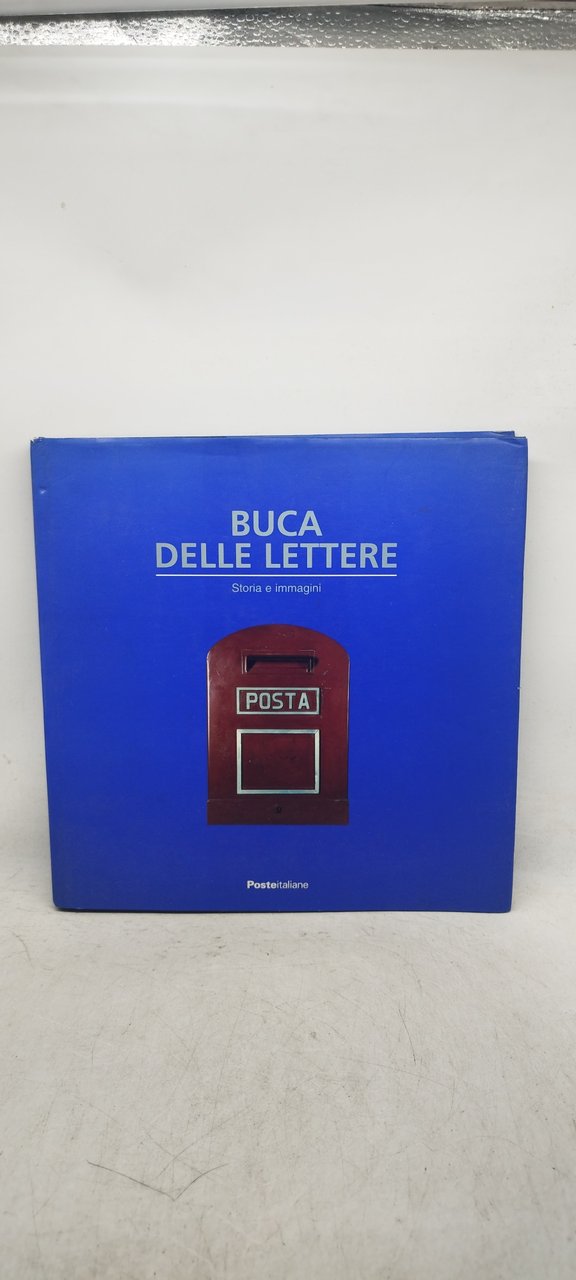 BUCA
DELLE LETTERE
Storia e immagini
POSTA
Posteitaliane